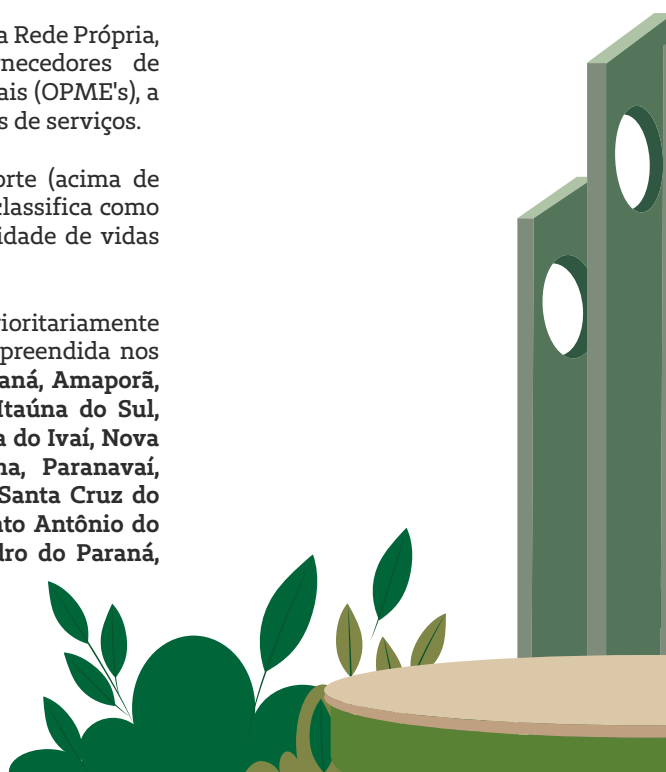 a Rede Própria,
necedores de
ais (OPME's), a
s de serviços.
orte (acima de
classifica como
idade de vidas
rioritariamente
preendida nos
aná, Amaporã,
Itaúna do Sul,
a do Ivaí, Nova
na, Paranavaí,
Santa Cruz do
nto Antônio do
dro do Paraná,